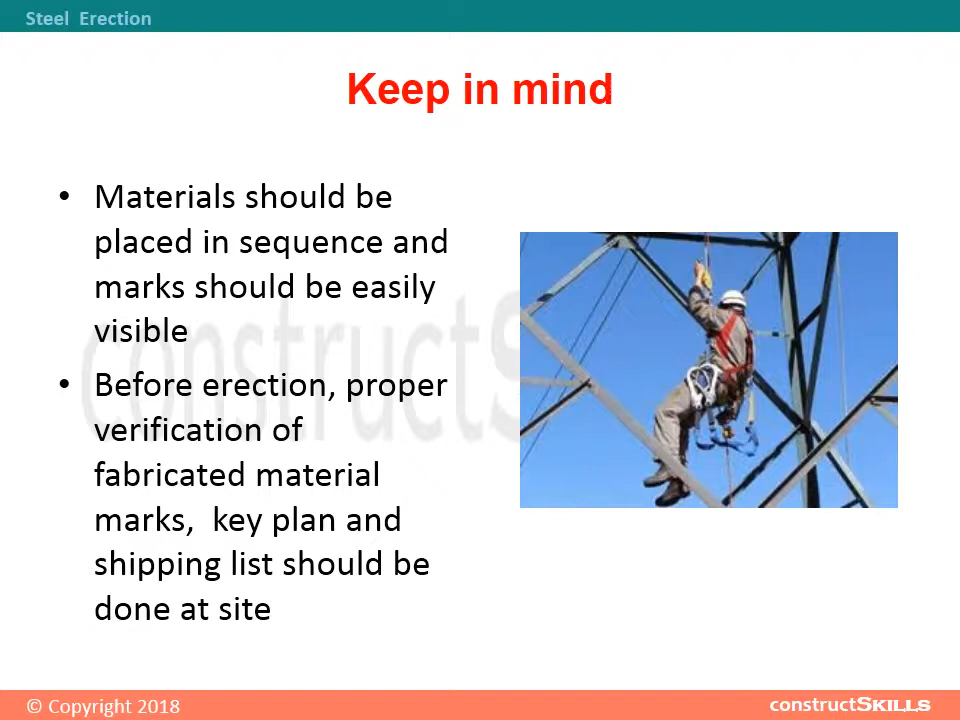 Steel Erection
Keep in mind
• Materials should be
placed in sequence and
marks should be easily
visible
• Before erection, proper
verification of
fabricated material
marks, key plan and
shipping list should be
done at site
constructS
© Copyright 2018
constructSKILLS